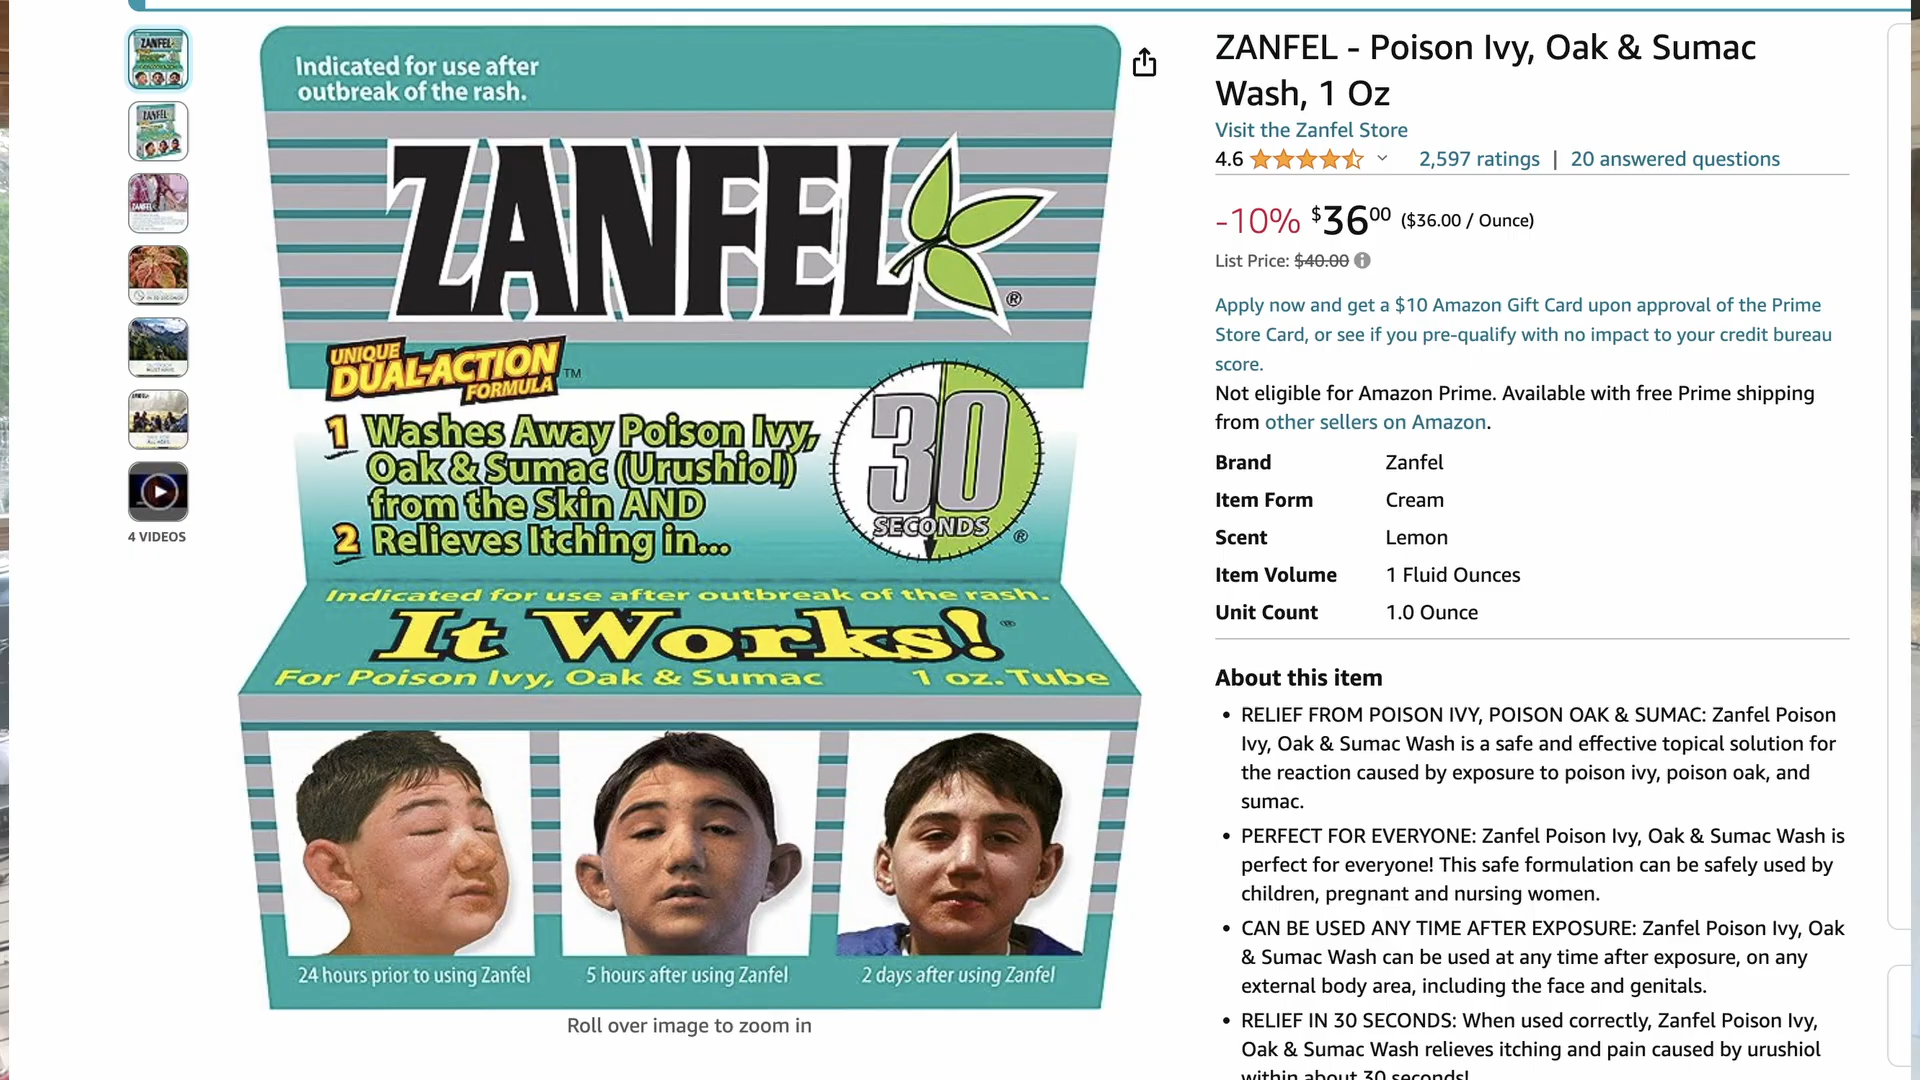 Indicated for use after
outbreak of the rash.
ZANFEL®
UNIQUE
DUAL-ACTION
FORMULA™
1 Washes Away Poison Ivy,
Oak & Sumac (Urushiol)
from the Skin AND
2 Relieves Itching in...
30
SECONDS®
Indicated for use after outbreak of the rash.
It Works!®
For Poison Ivy, Oak & Sumac 1 oz. Tube
24 hours prior to using Zanfel
5 hours after using Zanfel
2 days after using Zanfel
Roll over image to zoom in
ZANFEL
ZANFEL
ZANFEL
4 VIDEOS
ZANFEL - Poison Ivy, Oak & Sumac
Wash, 1 Oz
Visit the Zanfel Store
4.6 2,597 ratings | 20 answered questions
-10% $3600 ($36.00 / Ounce)
List Price: $40.00
Apply now and get a $10 Amazon Gift Card upon approval of the Prime
Store Card, or see if you pre-qualify with no impact to your credit bureau
score.
Not eligible for Amazon Prime. Available with free Prime shipping
from other sellers on Amazon.
Brand Zanfel
Item Form Cream
Scent Lemon
Item Volume 1 Fluid Ounces
Unit Count 1.0 Ounce
About this item
• RELIEF FROM POISON IVY, POISON OAK & SUMAC: Zanfel Poison
Ivy, Oak & Sumac Wash is a safe and effective topical solution for
the reaction caused by exposure to poison ivy, poison oak, and
sumac.
• PERFECT FOR EVERYONE: Zanfel Poison Ivy, Oak & Sumac Wash is
perfect for everyone! This safe formulation can be safely used by
children, pregnant and nursing women.
• CAN BE USED ANY TIME AFTER EXPOSURE: Zanfel Poison Ivy, Oak
& Sumac Wash can be used at any time after exposure, on any
external body area, including the face and genitals.
• RELIEF IN 30 SECONDS: When used correctly, Zanfel Poison Ivy,
Oak & Sumac Wash relieves itching and pain caused by urushiol
within about 30 seconds!